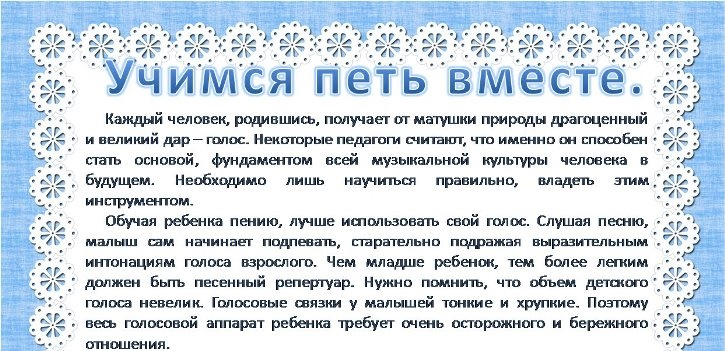 Учимся петь вместе.
Каждый человек, родившись, получает от матушки природы драгоценный
и великий дар – голос. Некоторые педагоги считают, что именно он способен
стать основой, фундаментом всей музыкальной культуры человека в
будущем. Необходимо лишь научиться правильно, владеть этим
инструментом.
Обучая ребенка пению, лучше использовать свой голос. Слушая песню,
малыш сам начинает подпевать, старательно подражая выразительным
интонациям голоса взрослого. Чем младше ребенок, тем более легким
должен быть песенный репертуар. Нужно помнить, что объем детского
голоса невелик. Голосовые связки у малышей тонкие и хрупкие. Поэтому
весь голосовой аппарат ребенка требует очень осторожного и бережного
отношения.